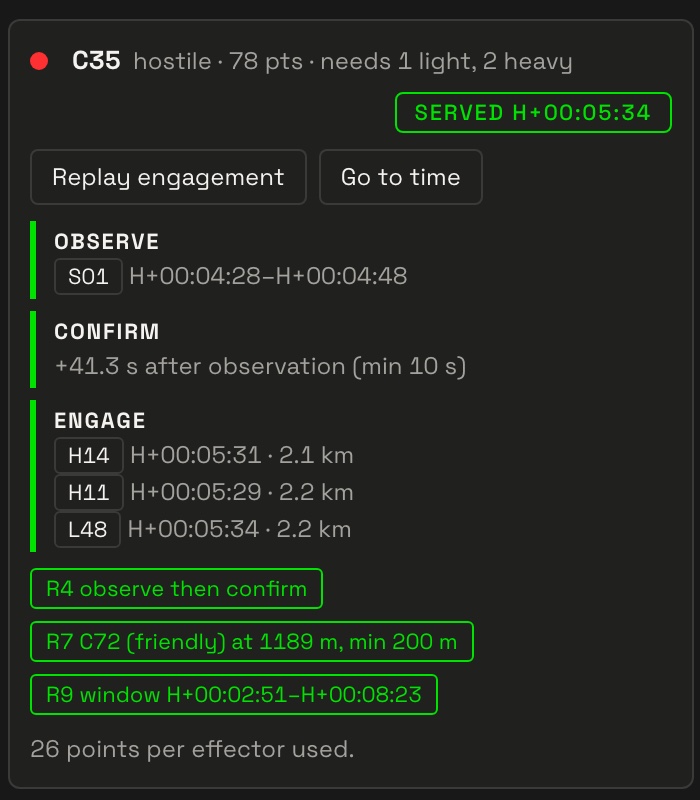 C35 hostile · 78 pts · needs 1 light, 2 heavy
SERVED H+00:05:34
Replay engagement Go to time
OBSERVE
S01 H+00:04:28–H+00:04:48
CONFIRM
+41.3 s after observation (min 10 s)
ENGAGE
H14 H+00:05:31 · 2.1 km
H11 H+00:05:29 · 2.2 km
L48 H+00:05:34 · 2.2 km
R4 observe then confirm
R7 C72 (friendly) at 1189 m, min 200 m
R9 window H+00:02:51–H+00:08:23
26 points per effector used.